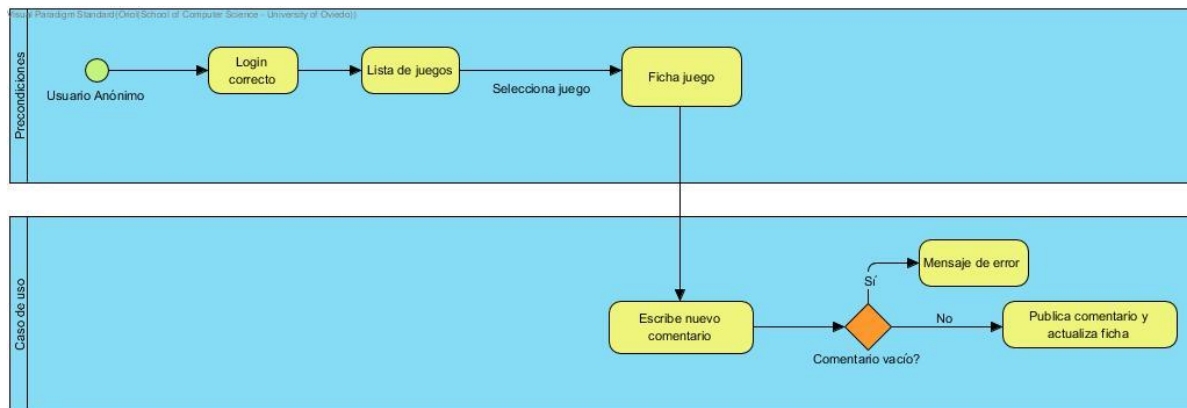 Visual Paradigm Standard(Oriol(School of Computer Science - University of Oviedo))
Precondiciones
Usuario Anónimo
Login
correcto
Lista de juegos
Selecciona juego
Ficha juego
Caso de uso
Escribe nuevo
comentario
Comentario vacío?
Sí
Mensaje de error
No
Publica comentario y
actualiza ficha